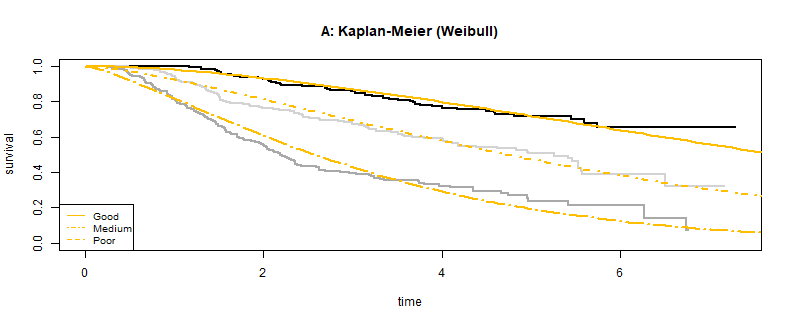 A: Kaplan-Meier (Weibull)
survival
1.0
0.8
0.6
0.4
0.2
0.0
Good
Medium
Poor
0 2 4 6
time